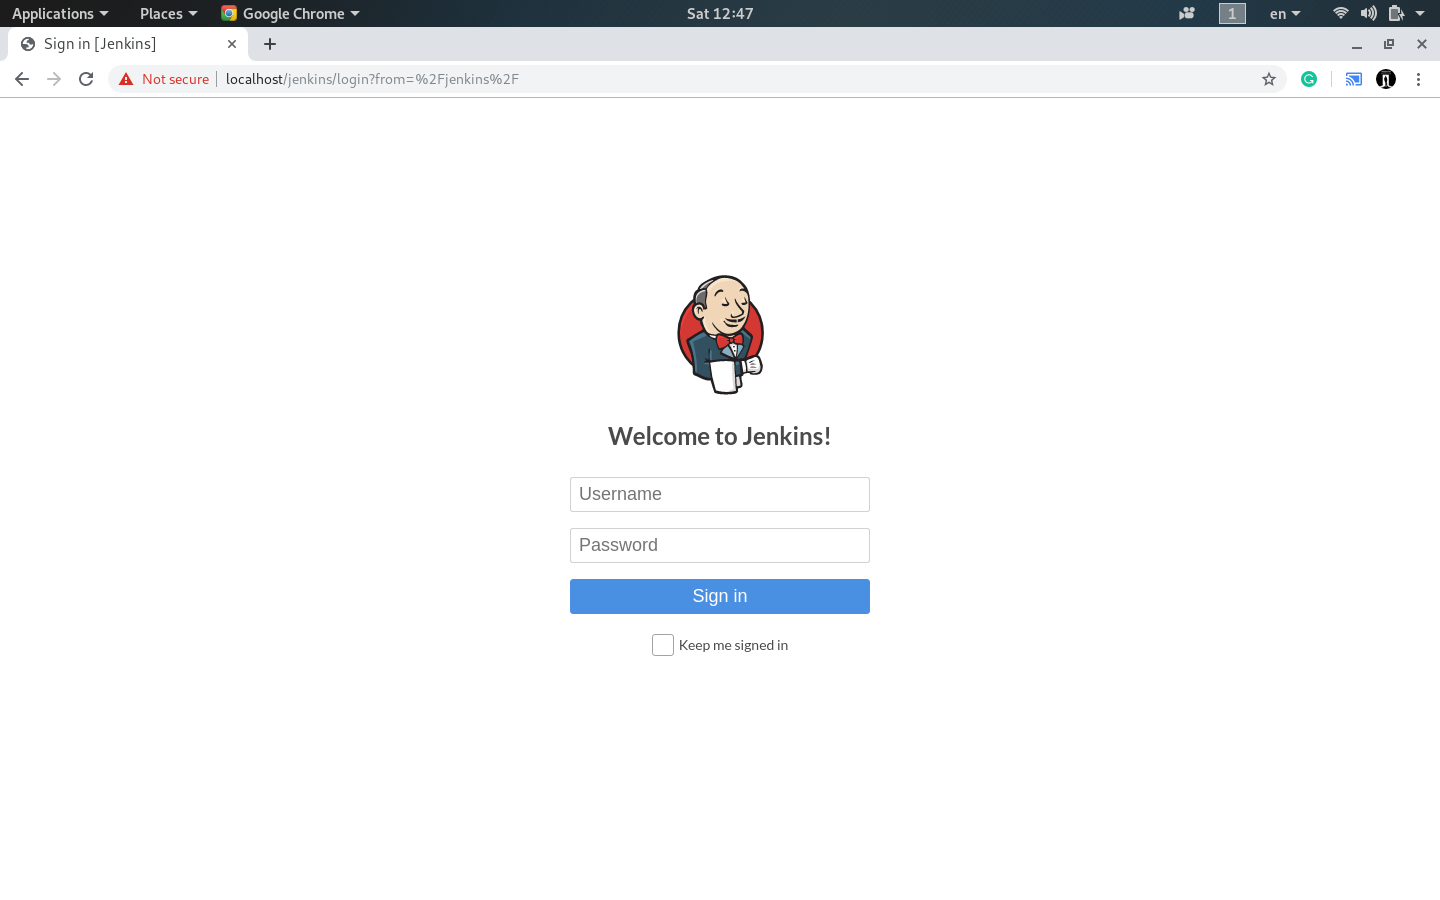 Applications Places Google Chrome Sat 12:47 1 en
Sign in [Jenkins]
Not secure localhost/jenkins/login?from=%2Fjenkins%2F
Welcome to Jenkins!
Username
Password
Sign in
Keep me signed in